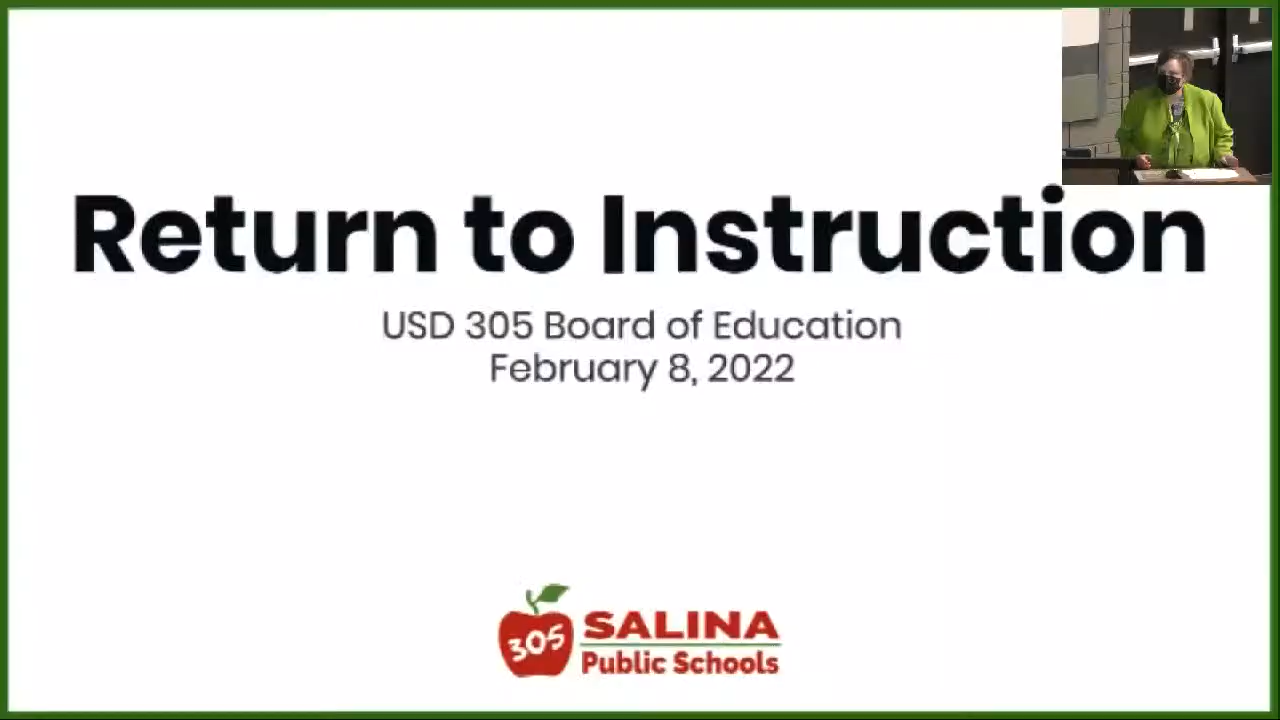 Return to Instruction
USD 305 Board of Education
February 8, 2022
305
SALINA
Public Schools